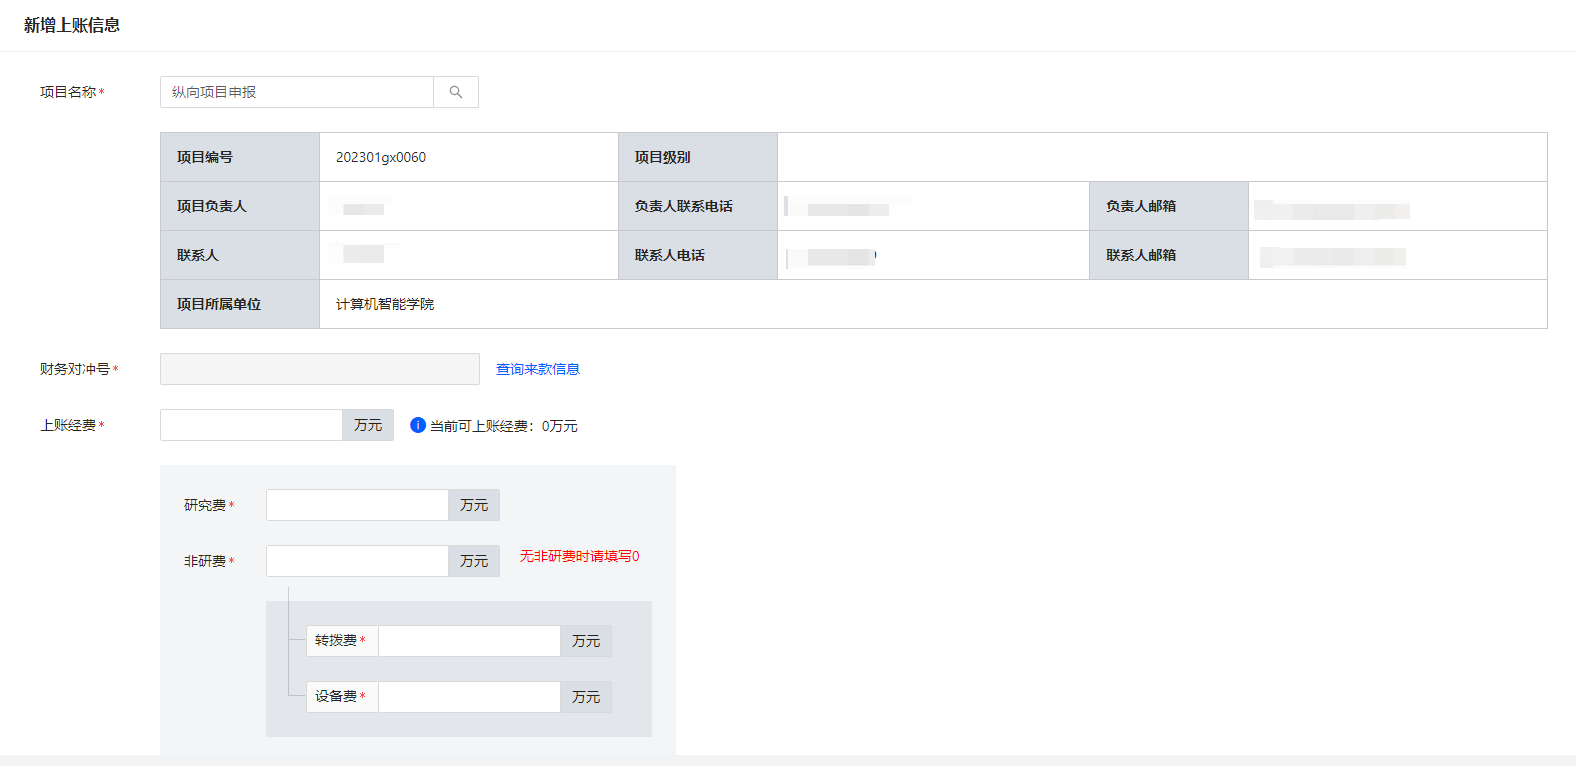 新增上账信息
项目名称* 纵向项目申报
项目编号 202301gx0060 项目级别
项目负责人 负责人联系电话 负责人邮箱
联系人 联系人电话 联系人邮箱
项目所属单位 计算机智能学院
财务对冲号* 查询来款信息
上账经费* 万元 当前可上账经费：0万元
研究费* 万元
非研费* 万元 无非研费时请填写0
转拨费* 万元
设备费* 万元